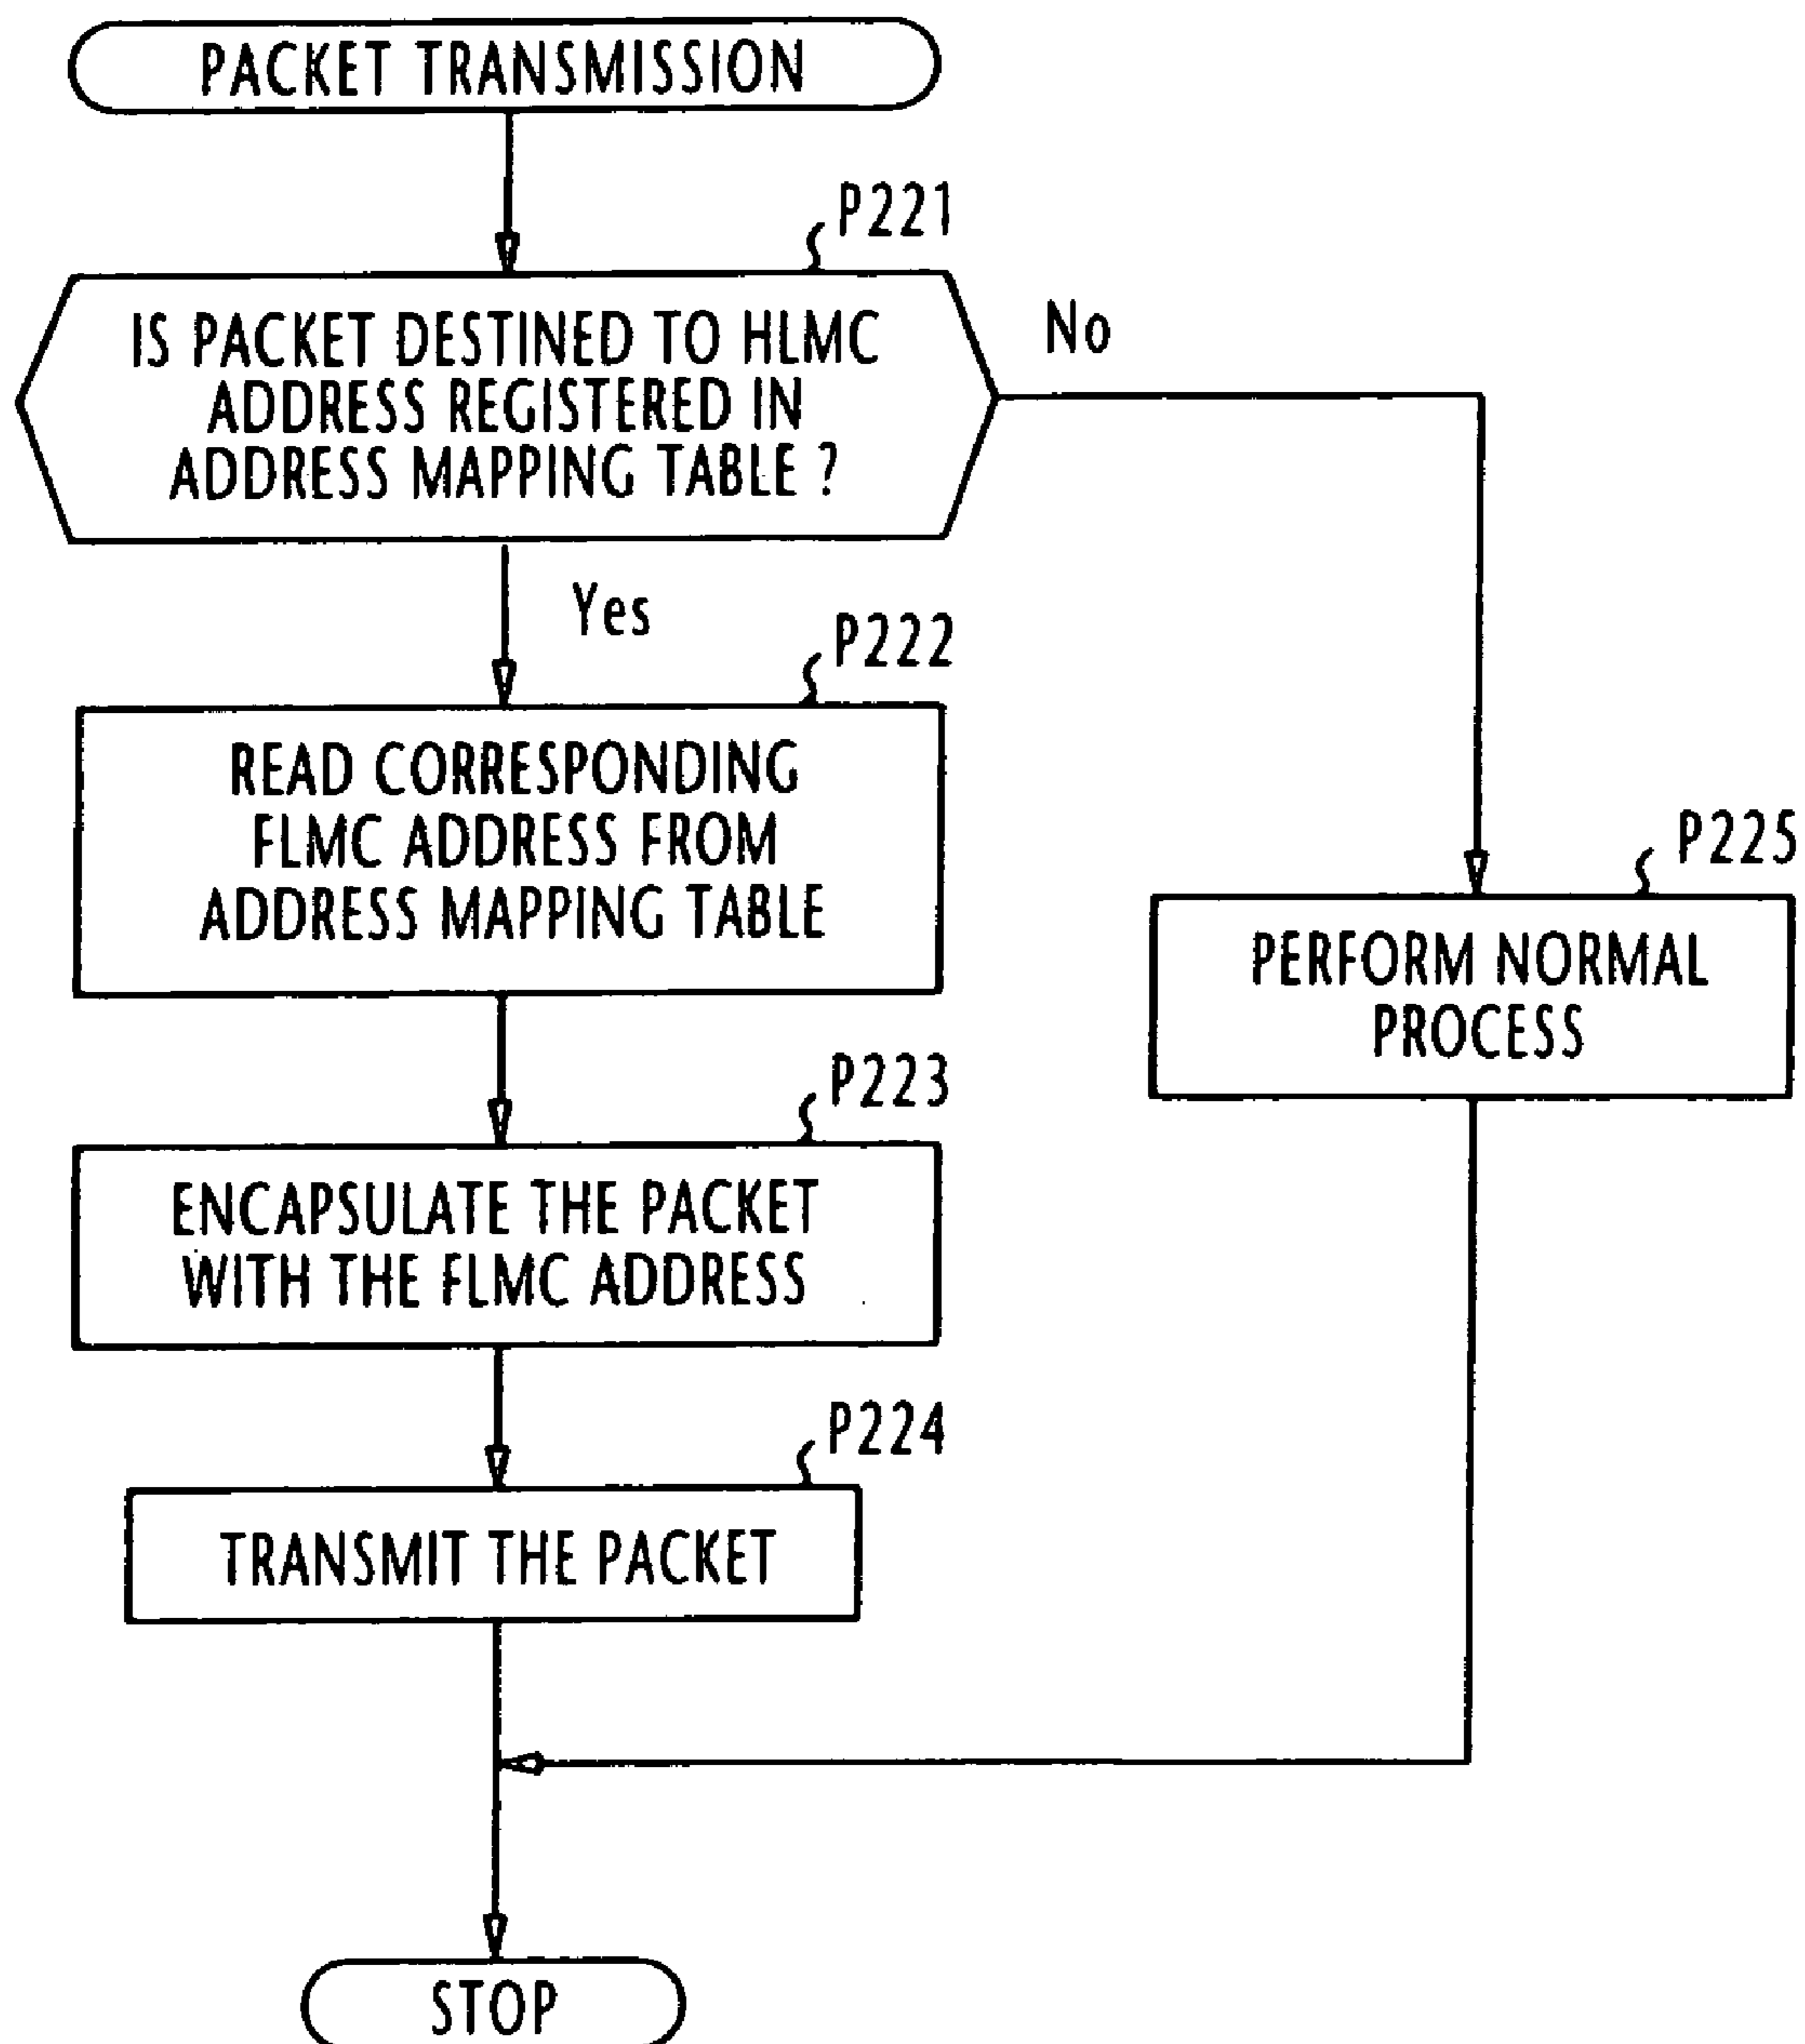 PACKET TRANSMISSION
P221
IS PACKET DESTINED TO HLMC
ADDRESS REGISTERED IN
ADDRESS MAPPING TABLE ?
No
Yes
P222
READ CORRESPONDING
FLMC ADDRESS FROM
ADDRESS MAPPING TABLE
P225
PERFORM NORMAL
PROCESS
P223
ENCAPSULATE THE PACKET
WITH THE FLMC ADDRESS
P224
TRANSMIT THE PACKET
STOP